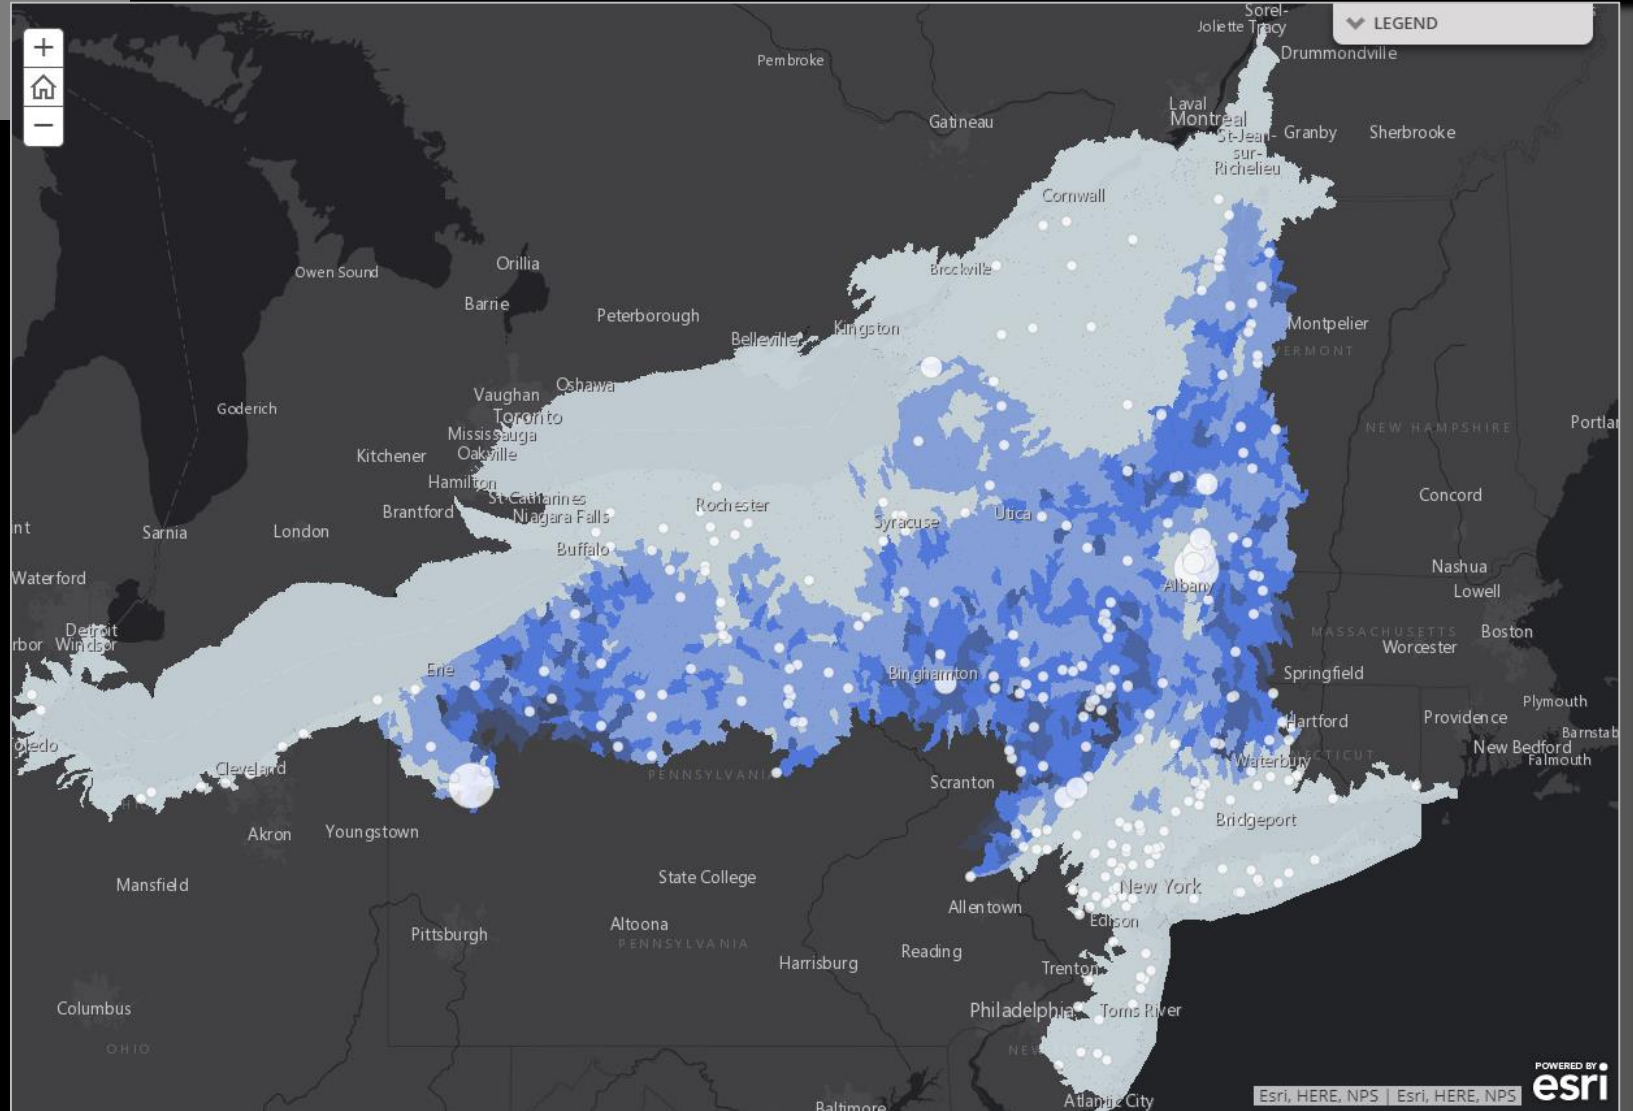 Sorel-
Joliette Tracy
LEGEND
+
Drummondville
Pembroke
Laval
Montreal
Gatineau
St-Jean-
sur-
Richelieu
Granby
Sherbrooke
−
Cornwall
Orillia
Owen Sound
Brockville
Barrie
Peterborough
Kingston
Montpelier
Belleville
VERMONT
Oshawa
Vaughan
Toronto
Goderich
NEW HAMPSHIRE
Mississauga
Oakville
Kitchener
Hamilton
St Catharines
Rochester
Concord
Brantford
Niagara Falls
Syracuse
Utica
Sarnia
London
Buffalo
Nashua
Waterford
Albany
Lowell
Detroit
Windsor
MASSACHUSETTS
Boston
Worcester
Erie
Binghamton
Springfield
Plymouth
Hartford
Providence
Toledo
New Bedford
Falmouth
Cleveland
PENNSYLVANIA
Waterbury
Scranton
Akron
Youngstown
Bridgeport
Mansfield
State College
New York
Allentown
Altoona
Edison
Pittsburgh
PENNSYLVANIA
Reading
Harrisburg
Trenton
Columbus
Philadelphia
Toms River
OHIO
Atlantic City
Baltimore
POWERED BY
esri
Esri, HERE, NPS | Esri, HERE, NPS